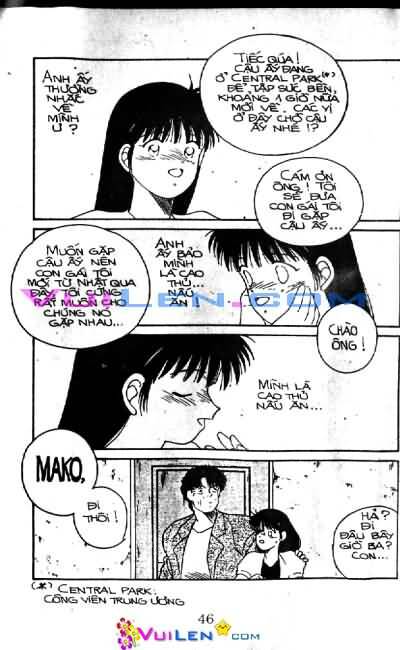 ANH ẤY
THƯỜNG
NHẮC
VỀ
MÌNH
Ư ?
TIẾC QÚA !
CẬU ẤY ĐANG
Ở CENTRAL PARK (*)
ĐỂ TẬP SỨC BỀN,
KHOẢNG 1 GIỜ NỮA
MỚI VỀ. CÁC VỊ
Ở ĐÂY CHỜ CẬU
ẤY NHÉ !?
CÁM ƠN
ÔNG ! TÔI
SẼ ĐƯA
CON GÁI TÔI
ĐI GẶP
CẬU ẤY...
ANH
ẤY BẢO
MÌNH
LÀ CAO
THỦ...
NẤU
ĂN !
MUỐN GẶP
CẬU ẤY NÊN
CON GÁI TÔI
MỚI TỪ NHẬT QUA
ĐÂY. TÔI CŨNG
RẤT MUỐN CHO
CHÚNG NÓ
GẶP NHAU...
VUILEN.COM
CHÀO
ÔNG !
MÌNH LÀ
CAO THỦ
NẤU ĂN...
MAKO,
ĐI
THÔI !
HẢ ?
ĐI
ĐÂU BÂY
GIỜ BA ?
CON...
(*) CENTRAL PARK :
CÔNG VIÊN TRUNG ƯƠNG
46
VUILEN.COM